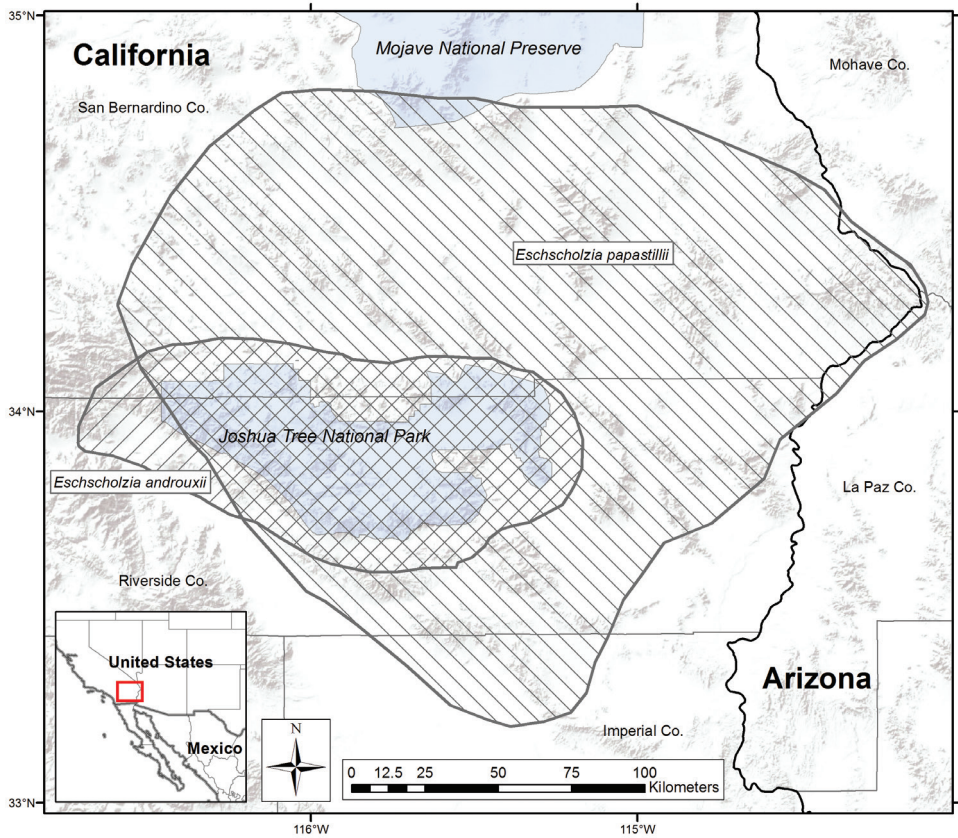 35°N
Mojave National Preserve
California
Mohave Co.
San Bernardino Co.
Eschscholzia papastillii
34°N
Joshua Tree National Park
Eschscholzia androuxii
La Paz Co.
Riverside Co.
United States
Arizona
Mexico
N
Imperial Co.
0 12.5 25 50 75 100
Kilometers
33°N
116°W
115°W